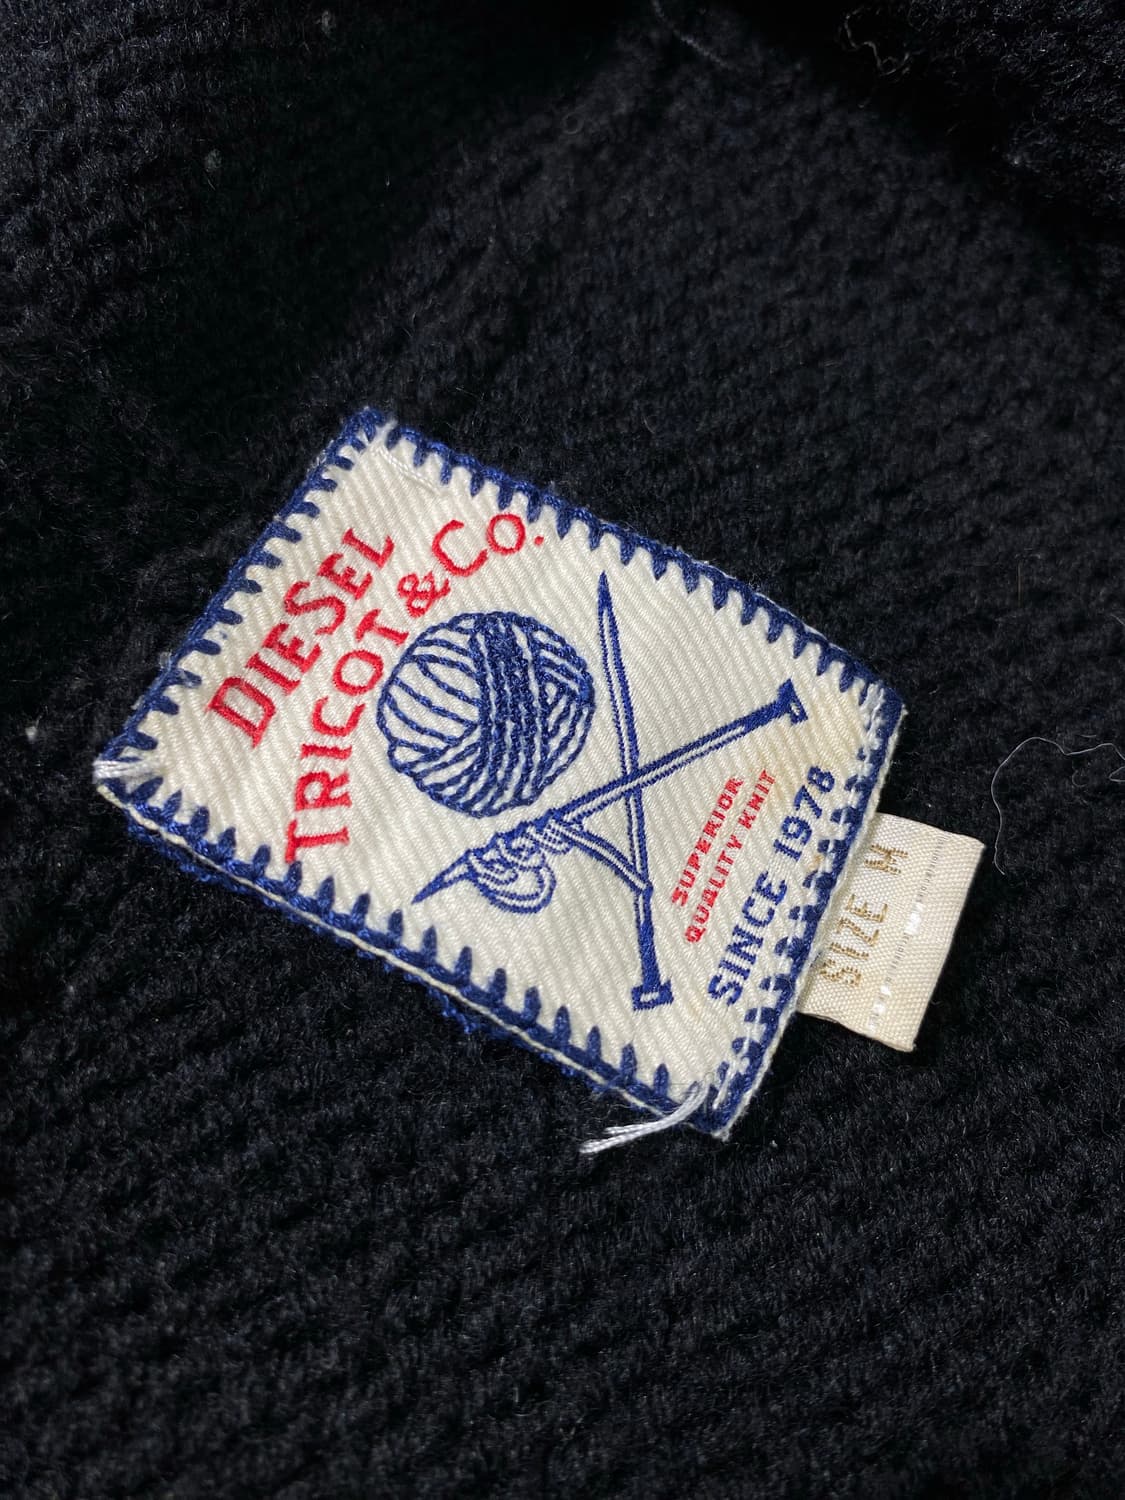 DIESEL
TRICOT & Co.
SUPERIOR
QUALITY KNIT
SINCE 1978
SIZE M